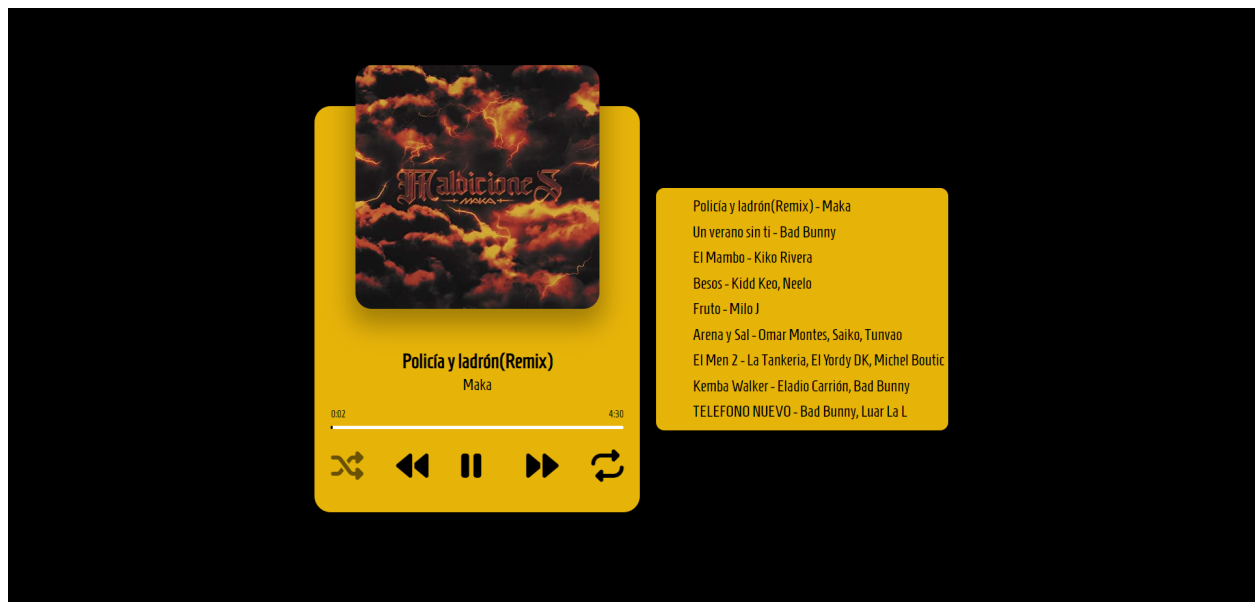 MaldicioneS
MAKA
Policía y ladrón(Remix)
Maka
0:02 4:30
Policía y ladrón(Remix) - Maka
Un verano sin ti - Bad Bunny
El Mambo - Kiko Rivera
Besos - Kidd Keo, Neelo
Fruto - Milo J
Arena y Sal - Omar Montes, Saiko, Tunvao
El Men 2 - La Tankeria, El Yordy DK, Michel Boutic
Kemba Walker - Eladio Carrión, Bad Bunny
TELEFONO NUEVO - Bad Bunny, Luar La L